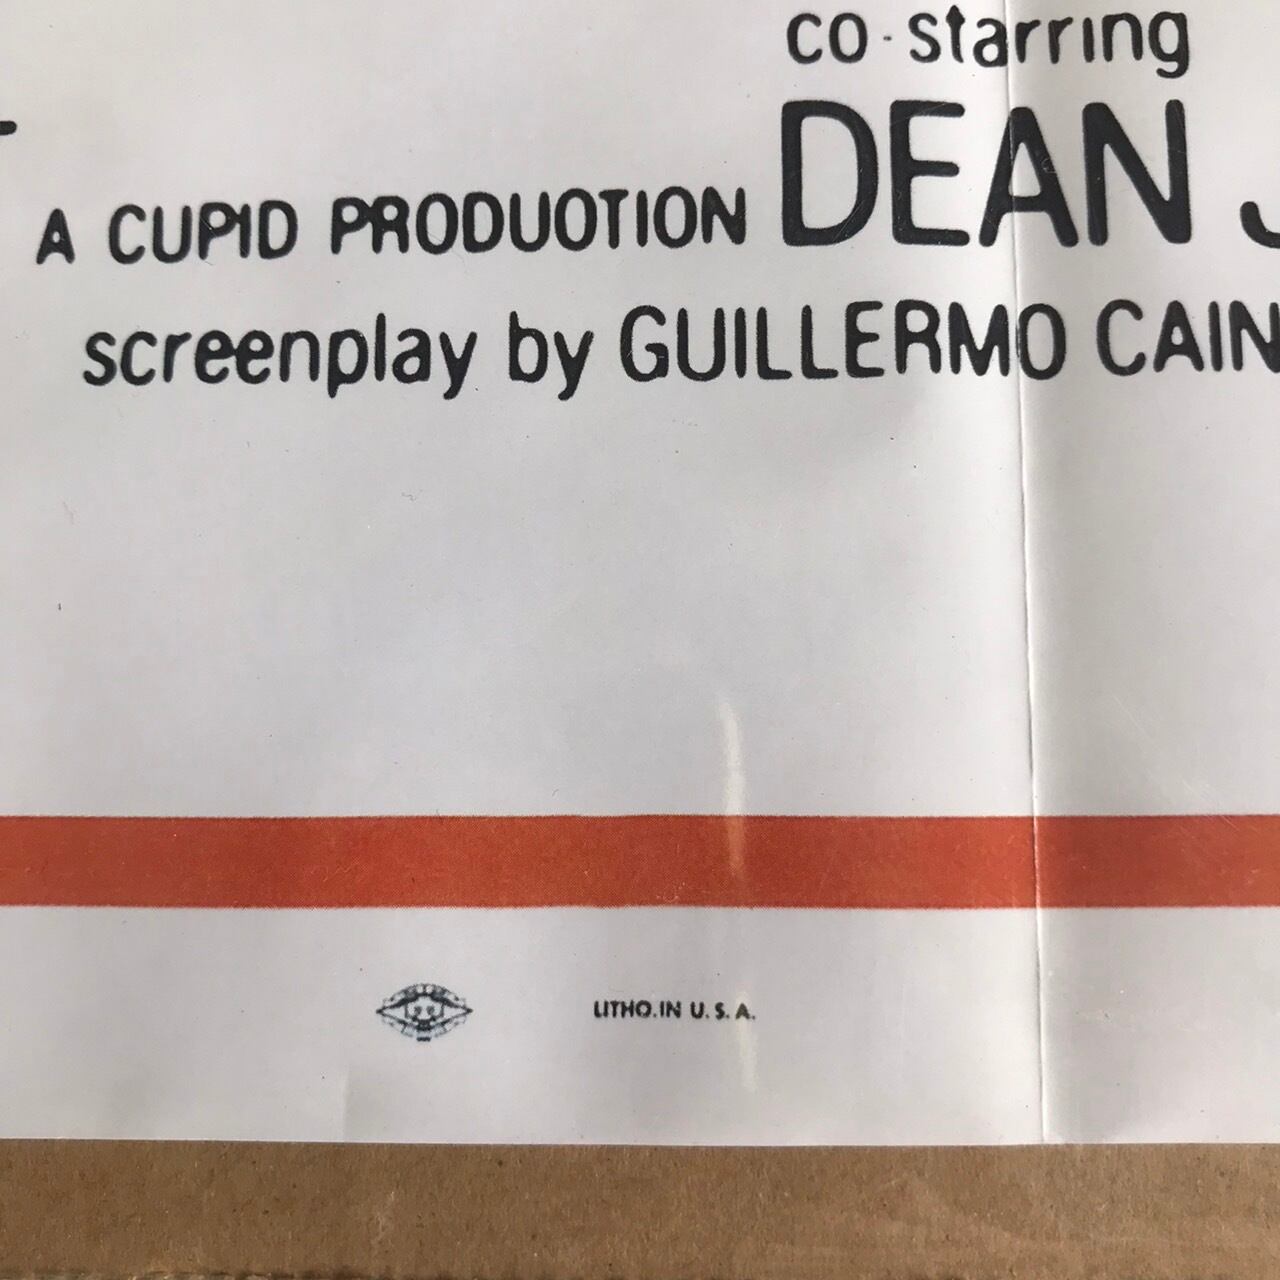 co-starring
A CUPID PRODUOTION DEAN J
screenplay by GUILLERMO CAIN
LITHO.IN U.S.A.